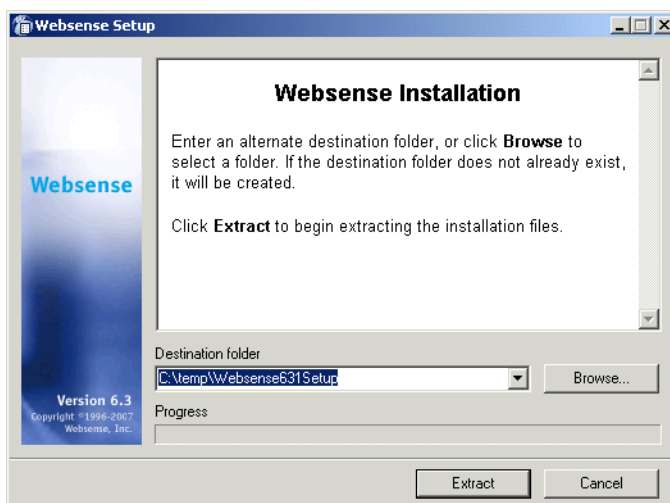 Websense Setup
Websense Installation
Enter an alternate destination folder, or click Browse to
select a folder. If the destination folder does not already exist,
it will be created.
Click Extract to begin extracting the installation files.
Websense
Version 6.3
Copyright ©1996-2007
Websense, Inc.
Destination folder
C:\temp\Websense631Setup
Browse...
Progress
Extract
Cancel